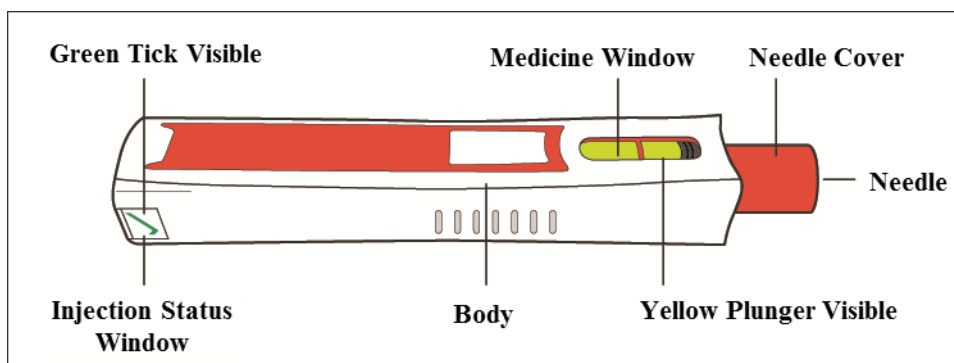 Green Tick Visible
Medicine Window
Needle Cover
Needle
Injection Status
Window
Body
Yellow Plunger Visible